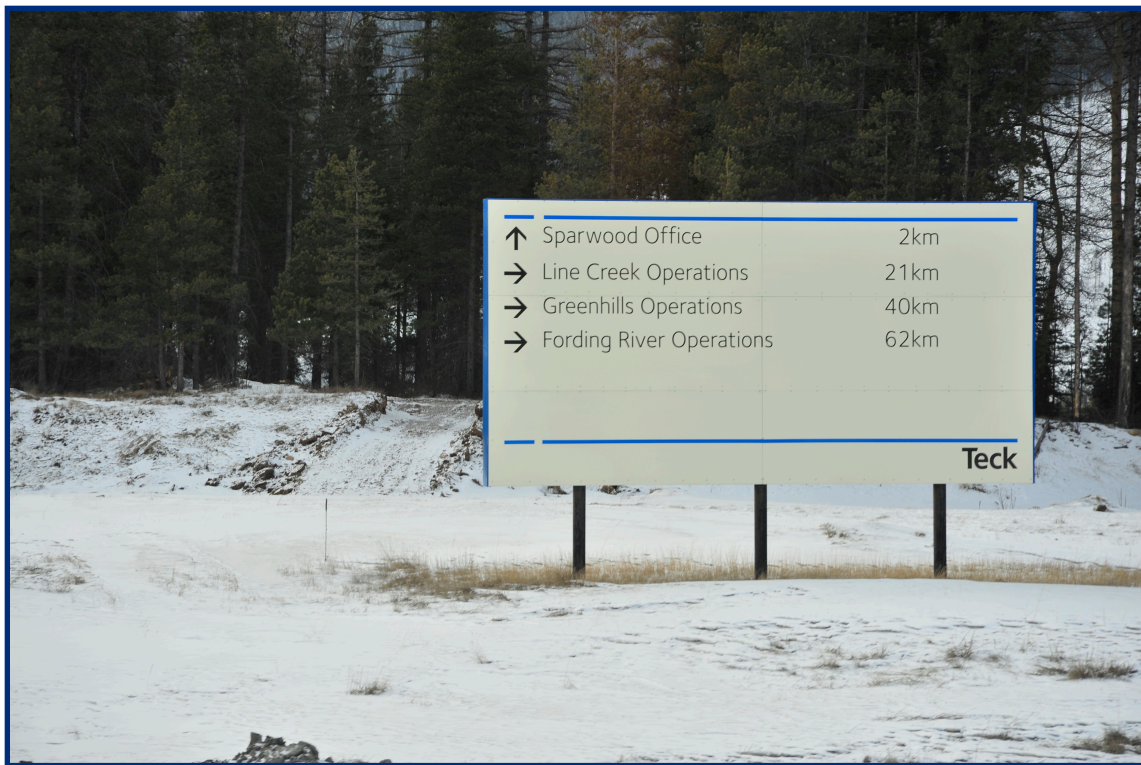 ↑ Sparwood Office 2km
→ Line Creek Operations 21km
→ Greenhills Operations 40km
→ Fording River Operations 62km
Teck